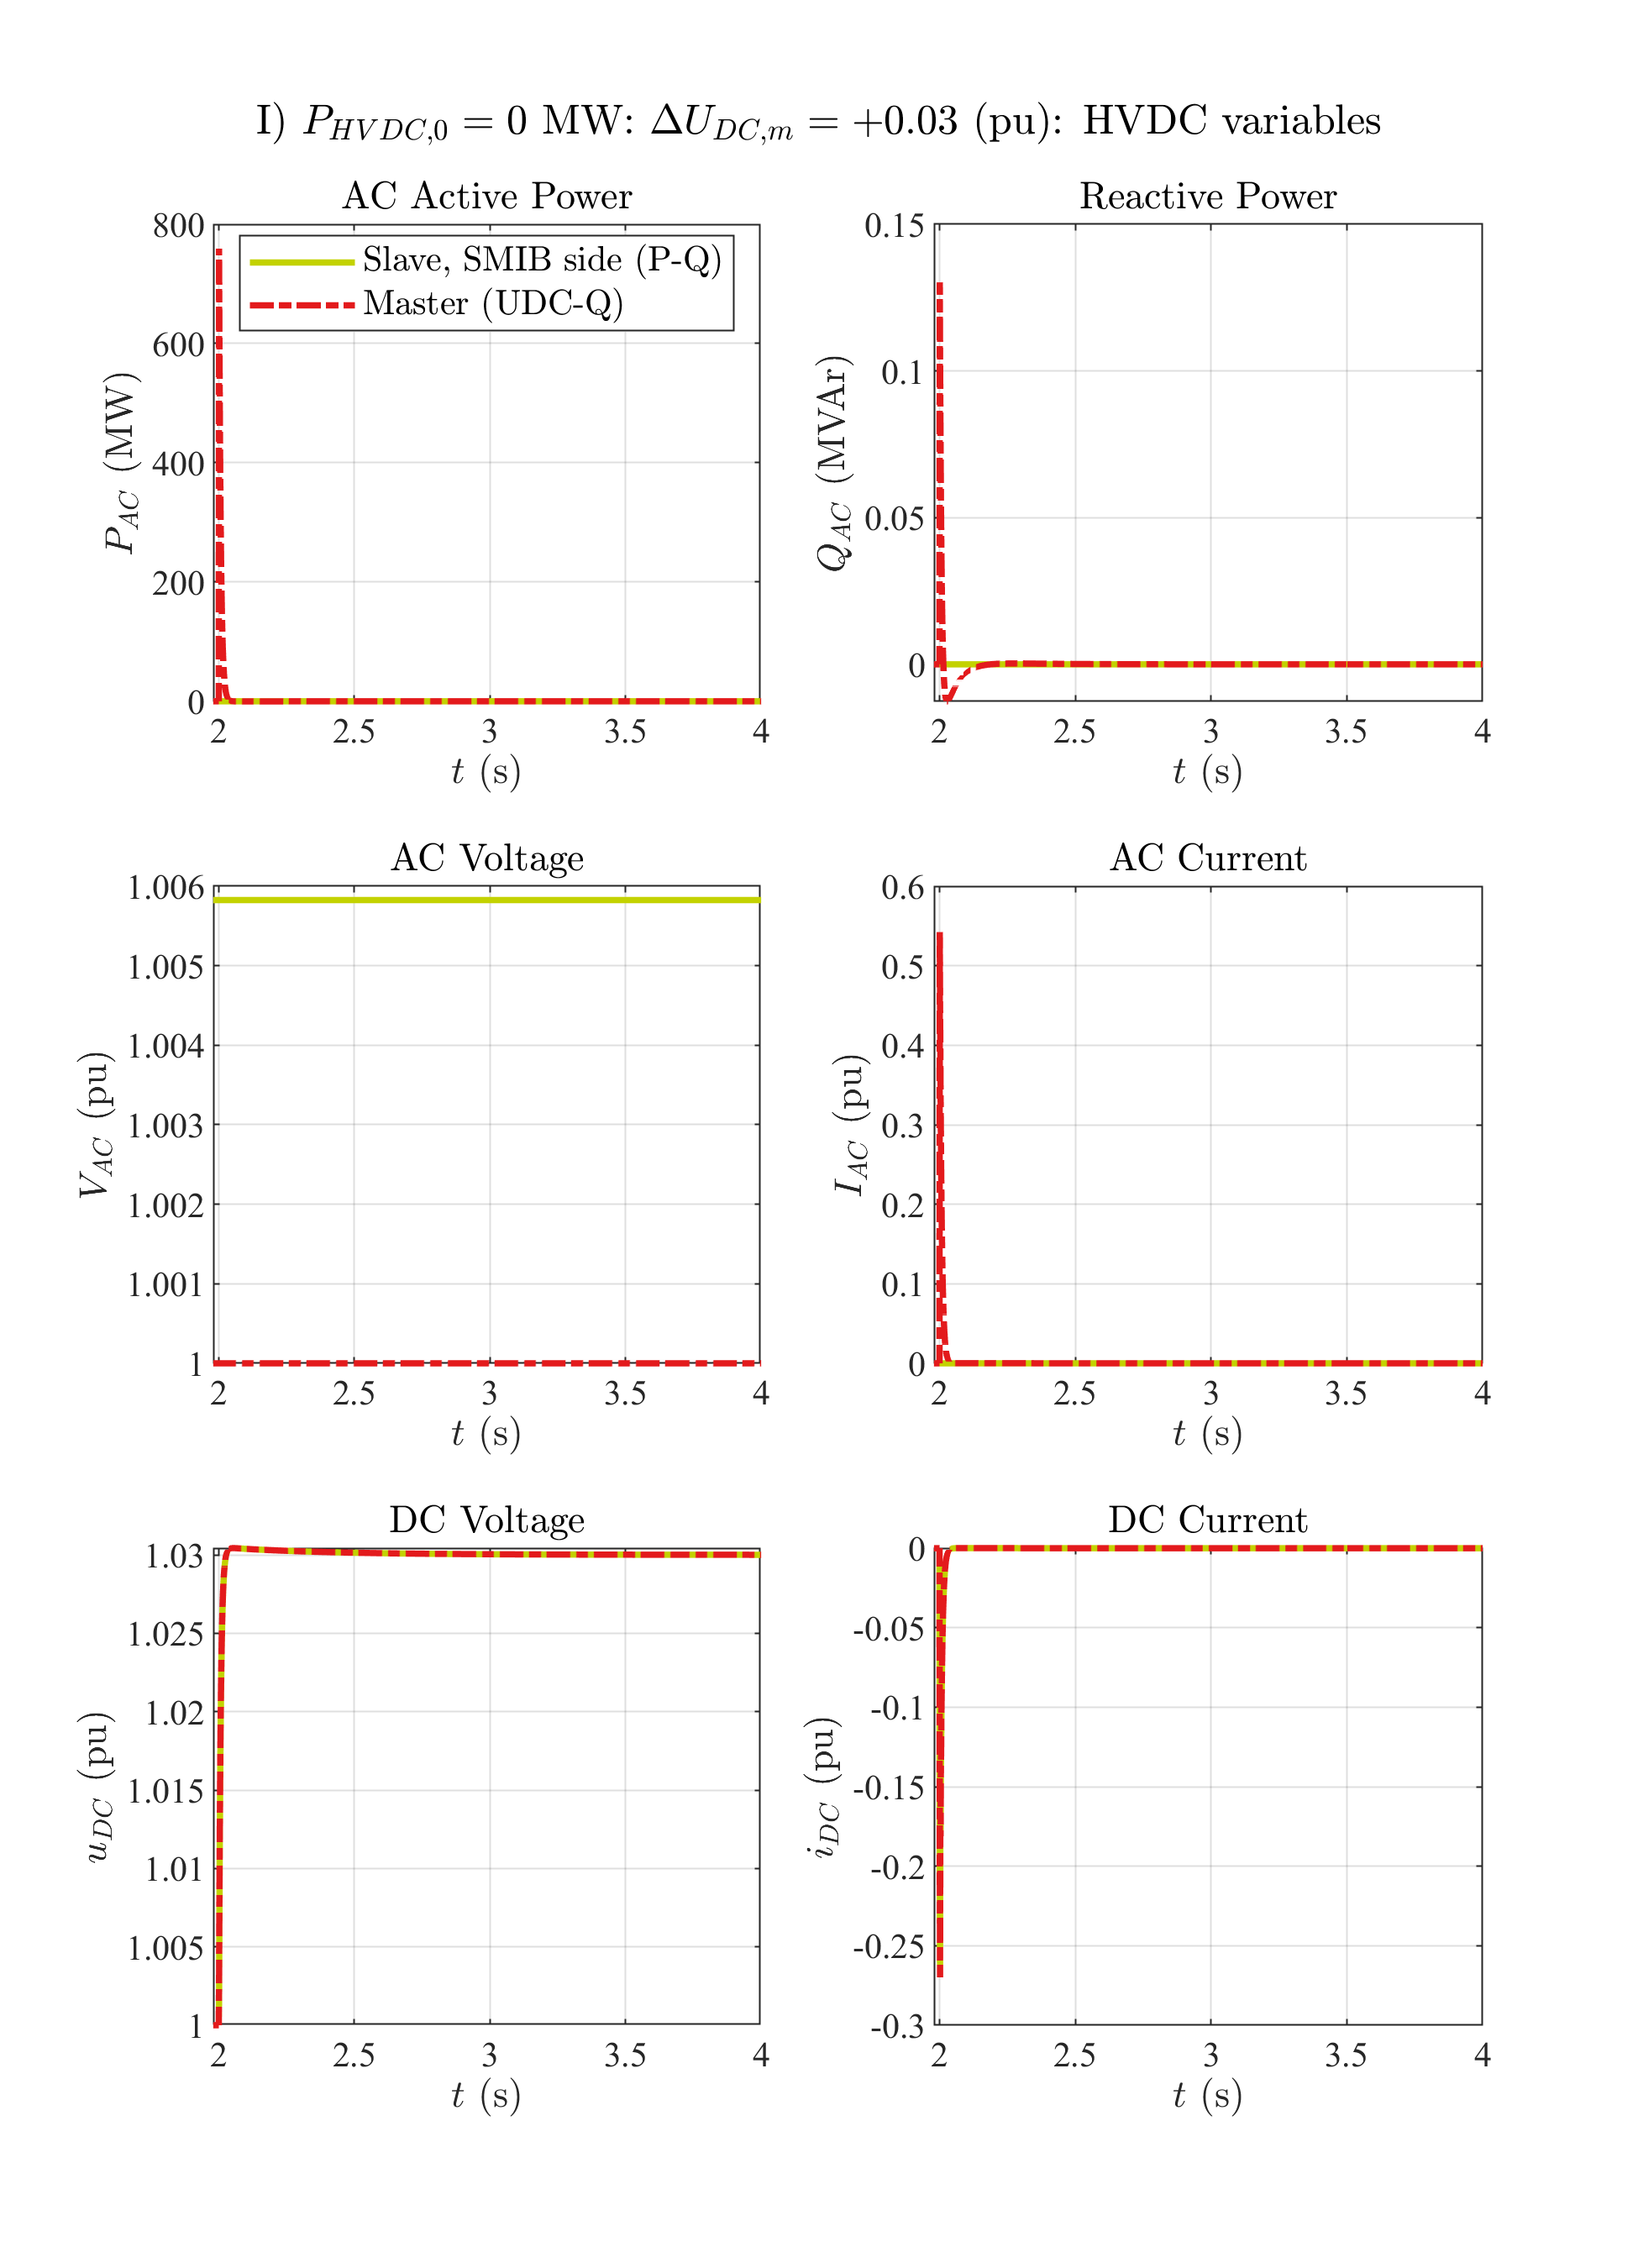 I) P_{HVDC,0} = 0 MW: ΔU_{DC,m} = +0.03 (pu): HVDC variables
AC Active Power
800
600
400
200
0
P_{AC} (MW)
Slave, SMIB side (P-Q)
Master (UDC-Q)
2 2.5 3 3.5 4
t (s)
Reactive Power
0.15
0.1
0.05
0
Q_{AC} (MVAr)
2 2.5 3 3.5 4
t (s)
AC Voltage
1.006
1.005
1.004
1.003
1.002
1.001
1
V_{AC} (pu)
2 2.5 3 3.5 4
t (s)
AC Current
0.6
0.5
0.4
0.3
0.2
0.1
0
I_{AC} (pu)
2 2.5 3 3.5 4
t (s)
DC Voltage
1.03
1.025
1.02
1.015
1.01
1.005
1
u_{DC} (pu)
2 2.5 3 3.5 4
t (s)
DC Current
0
-0.05
-0.1
-0.15
-0.2
-0.25
-0.3
i_{DC} (pu)
2 2.5 3 3.5 4
t (s)